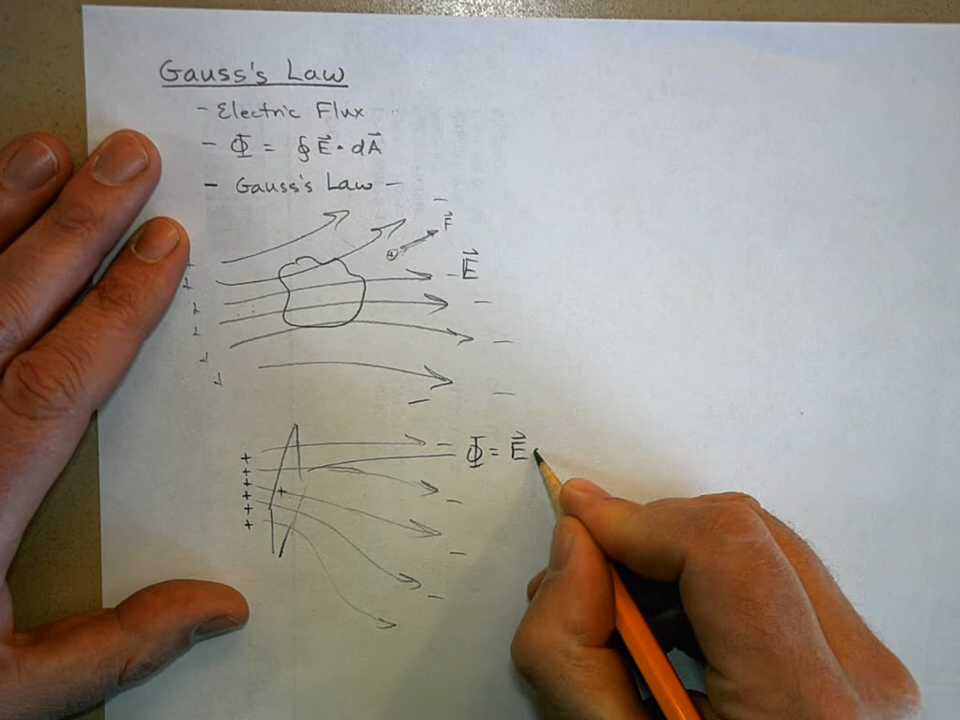 Gauss's Law
- Electric Flux
- Φ = ∮ E⃗ · dA⃗
- Gauss's Law -
F⃗
E⃗
Φ = E⃗ ·